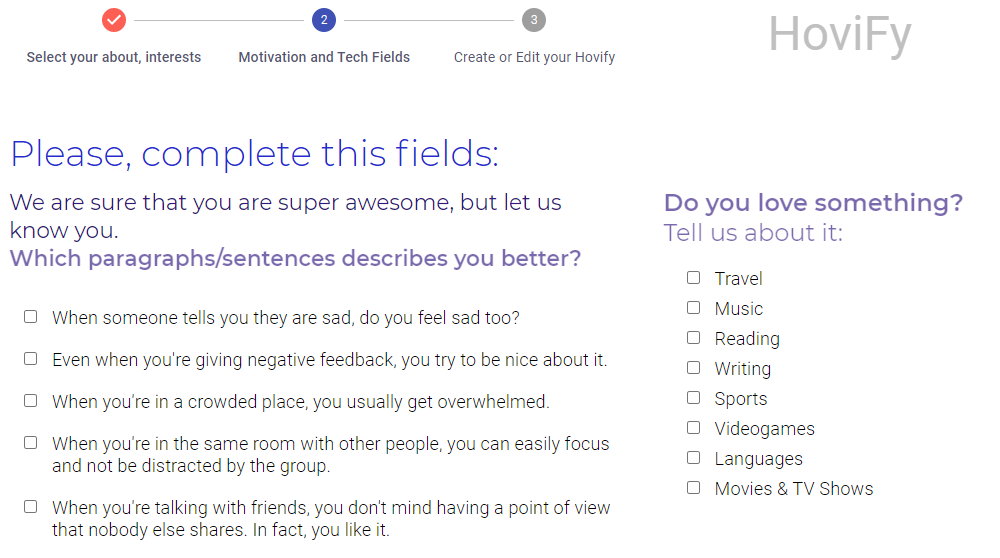 2
3
Select your about, interests
Motivation and Tech Fields
Create or Edit your Hovify
HoviFy
Please, complete this fields:
We are sure that you are super awesome, but let us
know you.
Which paragraphs/sentences describes you better?
When someone tells you they are sad, do you feel sad too?
Even when you're giving negative feedback, you try to be nice about it.
When you're in a crowded place, you usually get overwhelmed.
When you're in the same room with other people, you can easily focus
and not be distracted by the group.
When you're talking with friends, you don't mind having a point of view
that nobody else shares. In fact, you like it.
Do you love something?
Tell us about it:
Travel
Music
Reading
Writing
Sports
Videogames
Languages
Movies & TV Shows